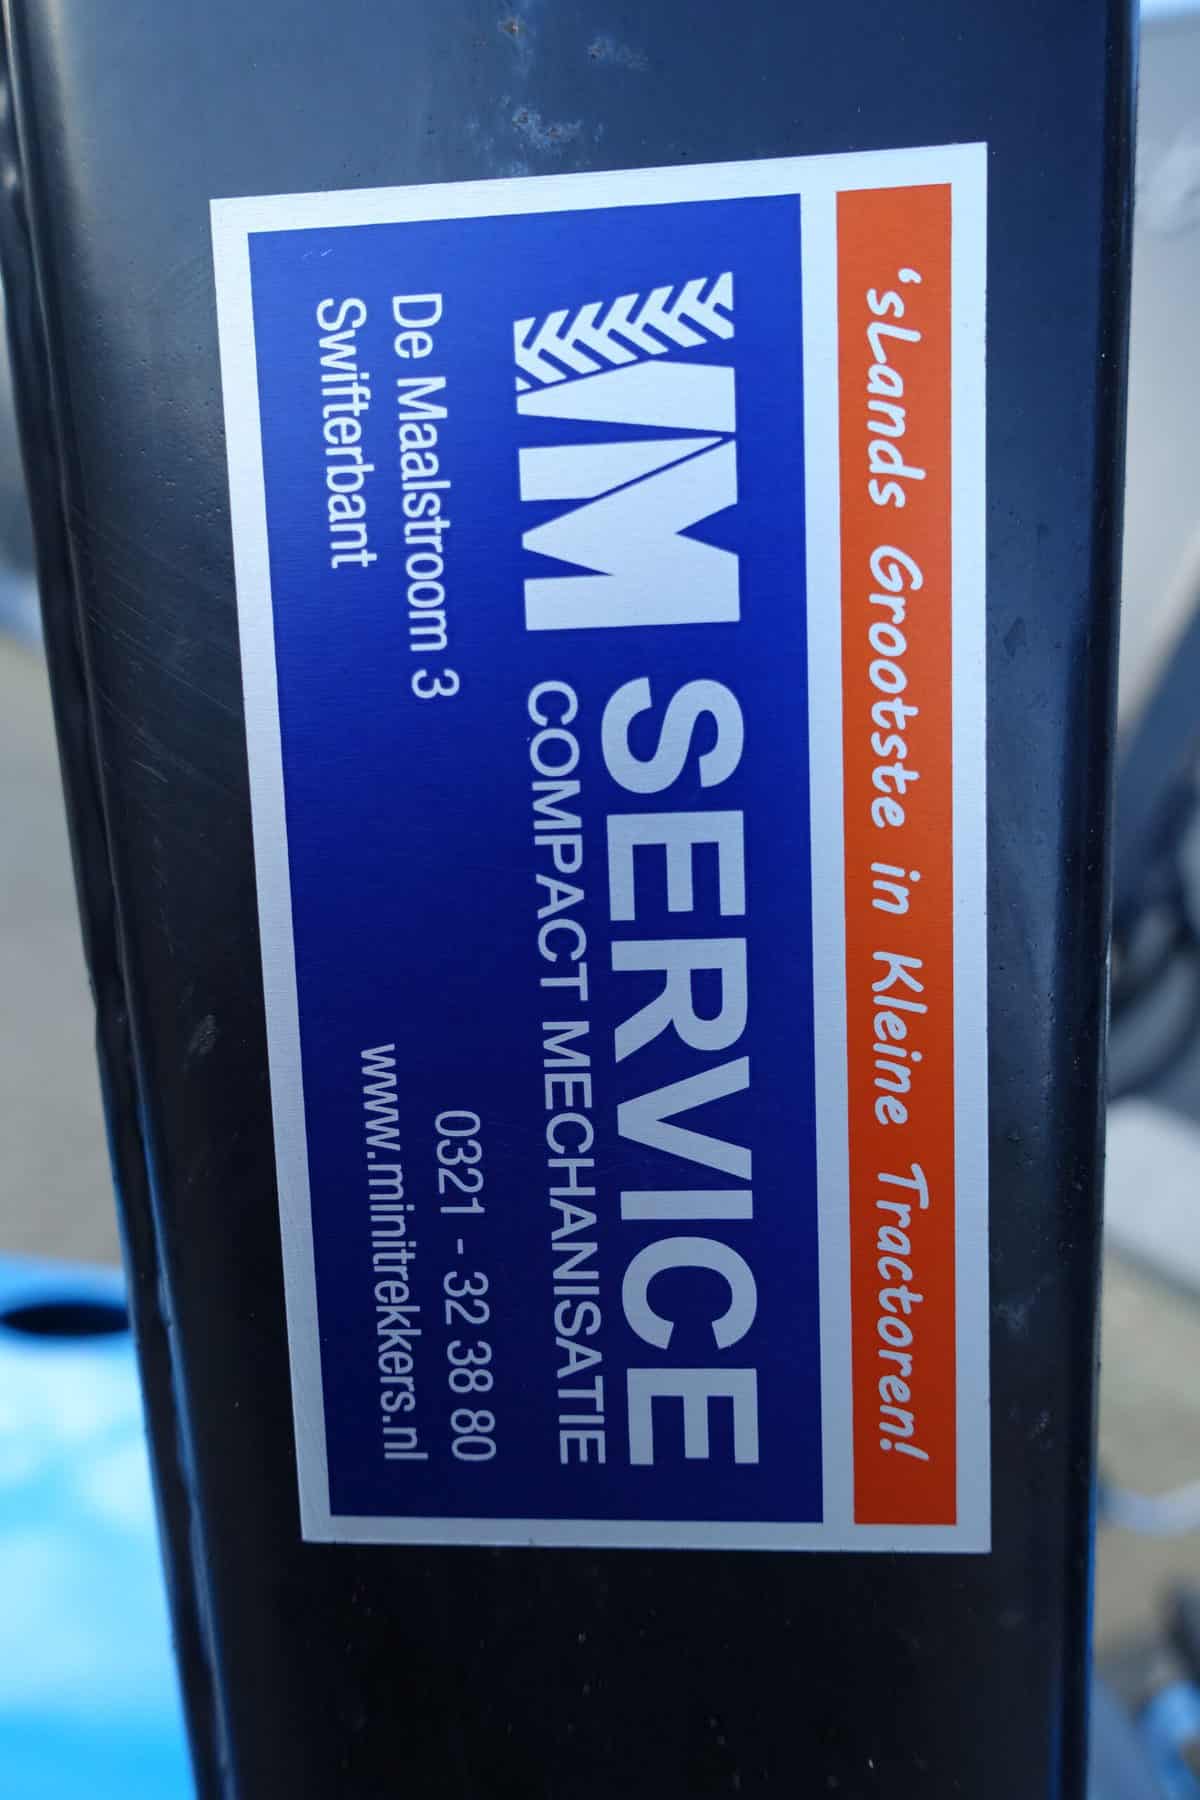 'sLands Grootste in Kleine Tractoren!
VM SERVICE
COMPACT MECHANISATIE
De Maalstroom 3
Swifterbant
0321 - 32 38 80
www.minitrekkers.nl